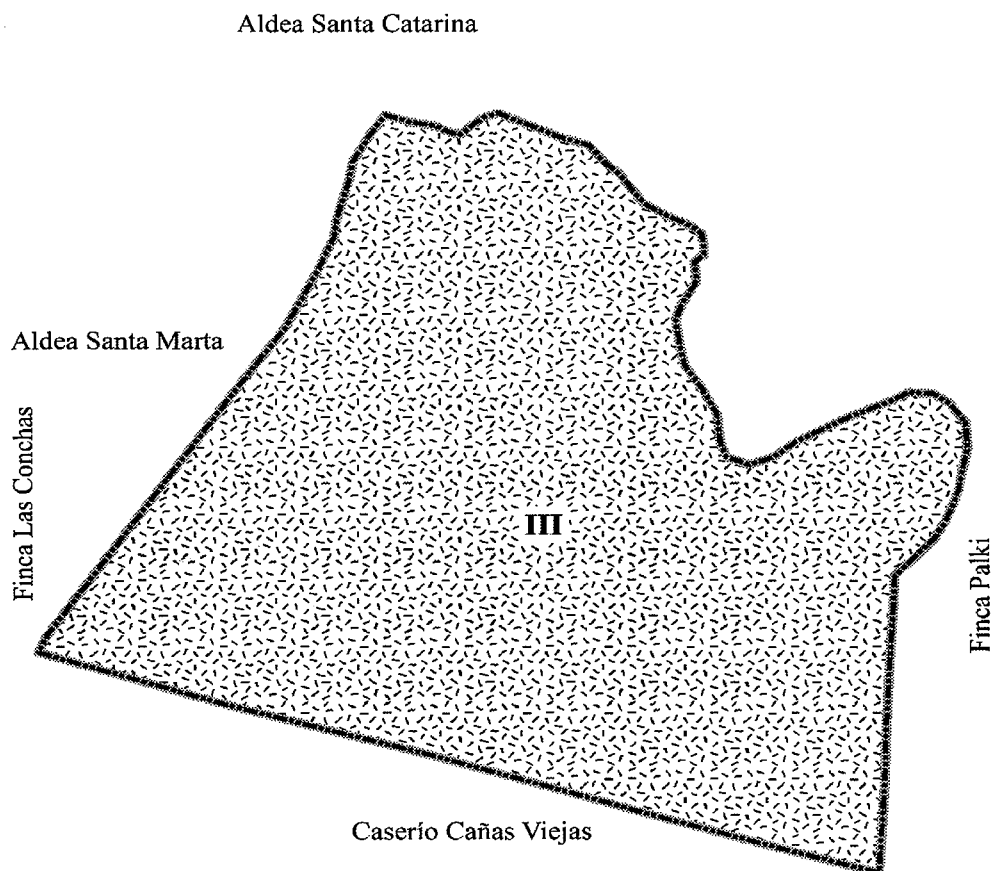 Aldea Santa Catarina
Aldea Santa Marta
Finca Las Conchas
III
Finca Palki
Caserío Cañas Viejas